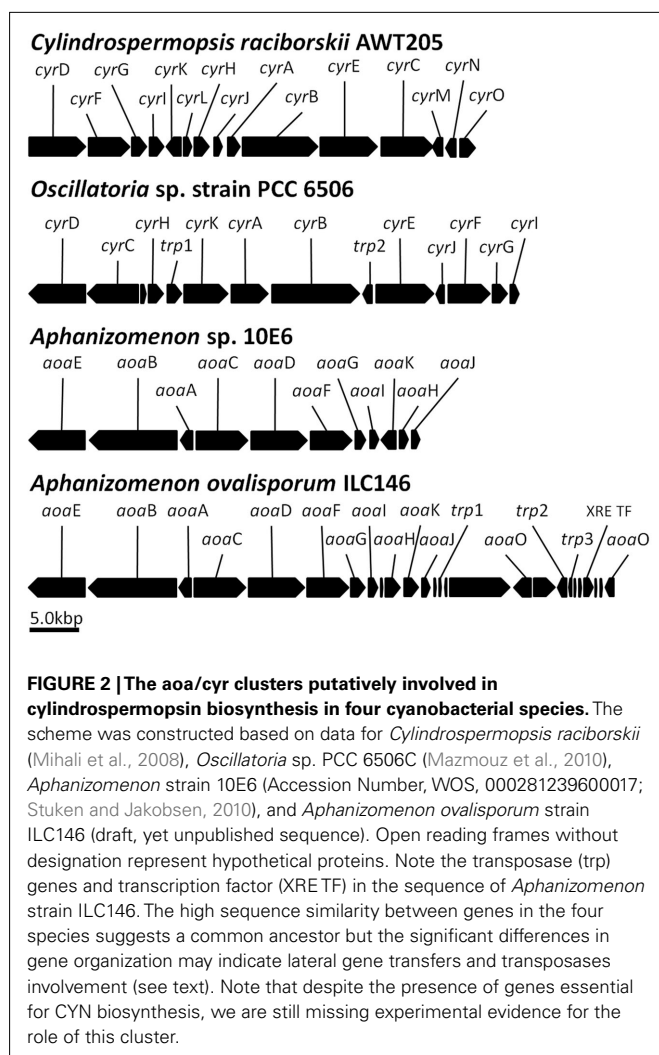 Cylindrospermopsis raciborskii AWT205
cyrD cyrG cyrK cyrH cyrA cyrE cyrC cyrN
cyrF cyrI cyrL cyrJ cyrB cyrM cyrO
Oscillatoria sp. strain PCC 6506
cyrD cyrH cyrK cyrA cyrB cyrE cyrF cyrI
cyrC trp1 trp2 cyrJ cyrG
Aphanizomenon sp. 10E6
aoaE aoaB aoaC aoaD aoaG aoaK aoaJ
aoaA aoaF aoaI aoaH
Aphanizomenon ovalisporum ILC146
aoaE aoaB aoaA aoaD aoaF aoaI aoaK trp1 trp2 XRE TF
aoaC aoaG aoaH aoaJ aoaO trp3 aoaO
5.0kbp
FIGURE 2 | The aoa/cyr clusters putatively involved in
cylindrospermopsin biosynthesis in four cyanobacterial species. The
scheme was constructed based on data for Cylindrospermopsis raciborskii
(Mihali et al., 2008), Oscillatoria sp. PCC 6506C (Mazmouz et al., 2010),
Aphanizomenon strain 10E6 (Accession Number, WOS, 000281239600017;
Stuken and Jakobsen, 2010), and Aphanizomenon ovalisporum strain
ILC146 (draft, yet unpublished sequence). Open reading frames without
designation represent hypothetical proteins. Note the transposase (trp)
genes and transcription factor (XRE TF) in the sequence of Aphanizomenon
strain ILC146. The high sequence similarity between genes in the four
species suggests a common ancestor but the significant differences in
gene organization may indicate lateral gene transfers and transposases
involvement (see text). Note that despite the presence of genes essential
for CYN biosynthesis, we are still missing experimental evidence for the
role of this cluster.